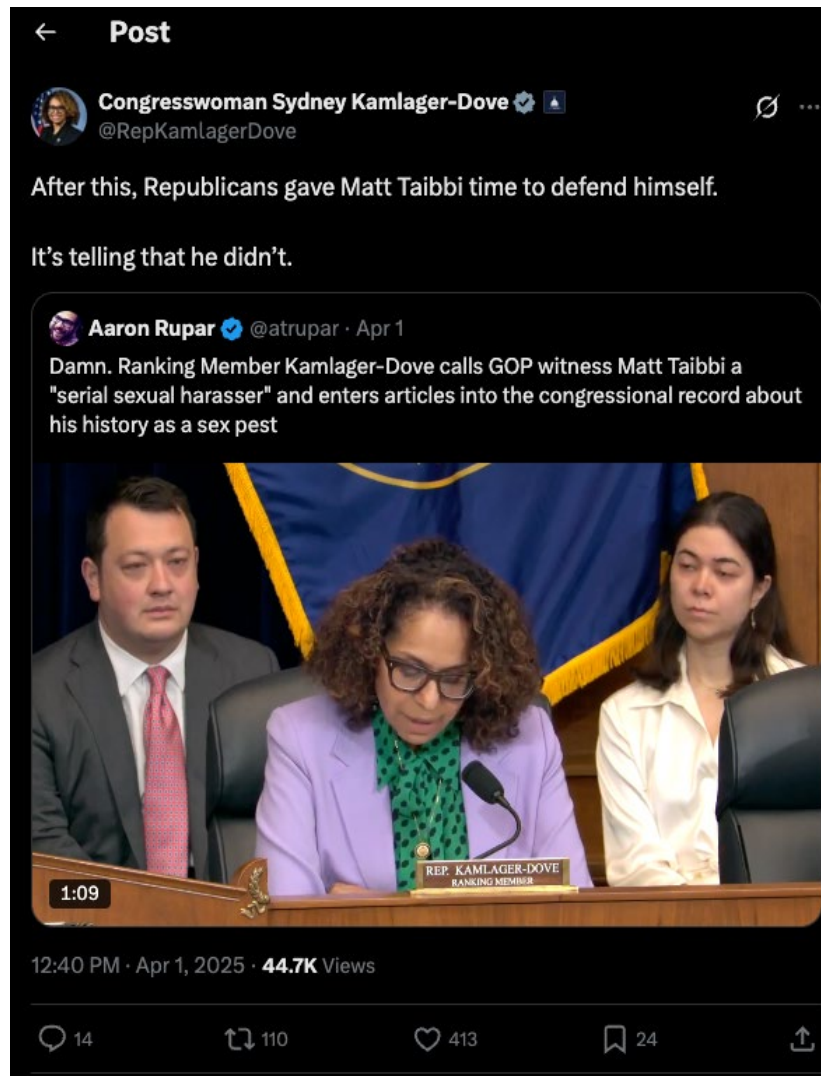 Post
Congresswoman Sydney Kamlager-Dove
@RepKamlagerDove
After this, Republicans gave Matt Taibbi time to defend himself.
It’s telling that he didn’t.
Aaron Rupar @atrupar · Apr 1
Damn. Ranking Member Kamlager-Dove calls GOP witness Matt Taibbi a
"serial sexual harasser" and enters articles into the congressional record about
his history as a sex pest
REP. KAMLAGER-DOVE
RANKING MEMBER
1:09
12:40 PM · Apr 1, 2025 · 44.7K Views
14 110 413 24